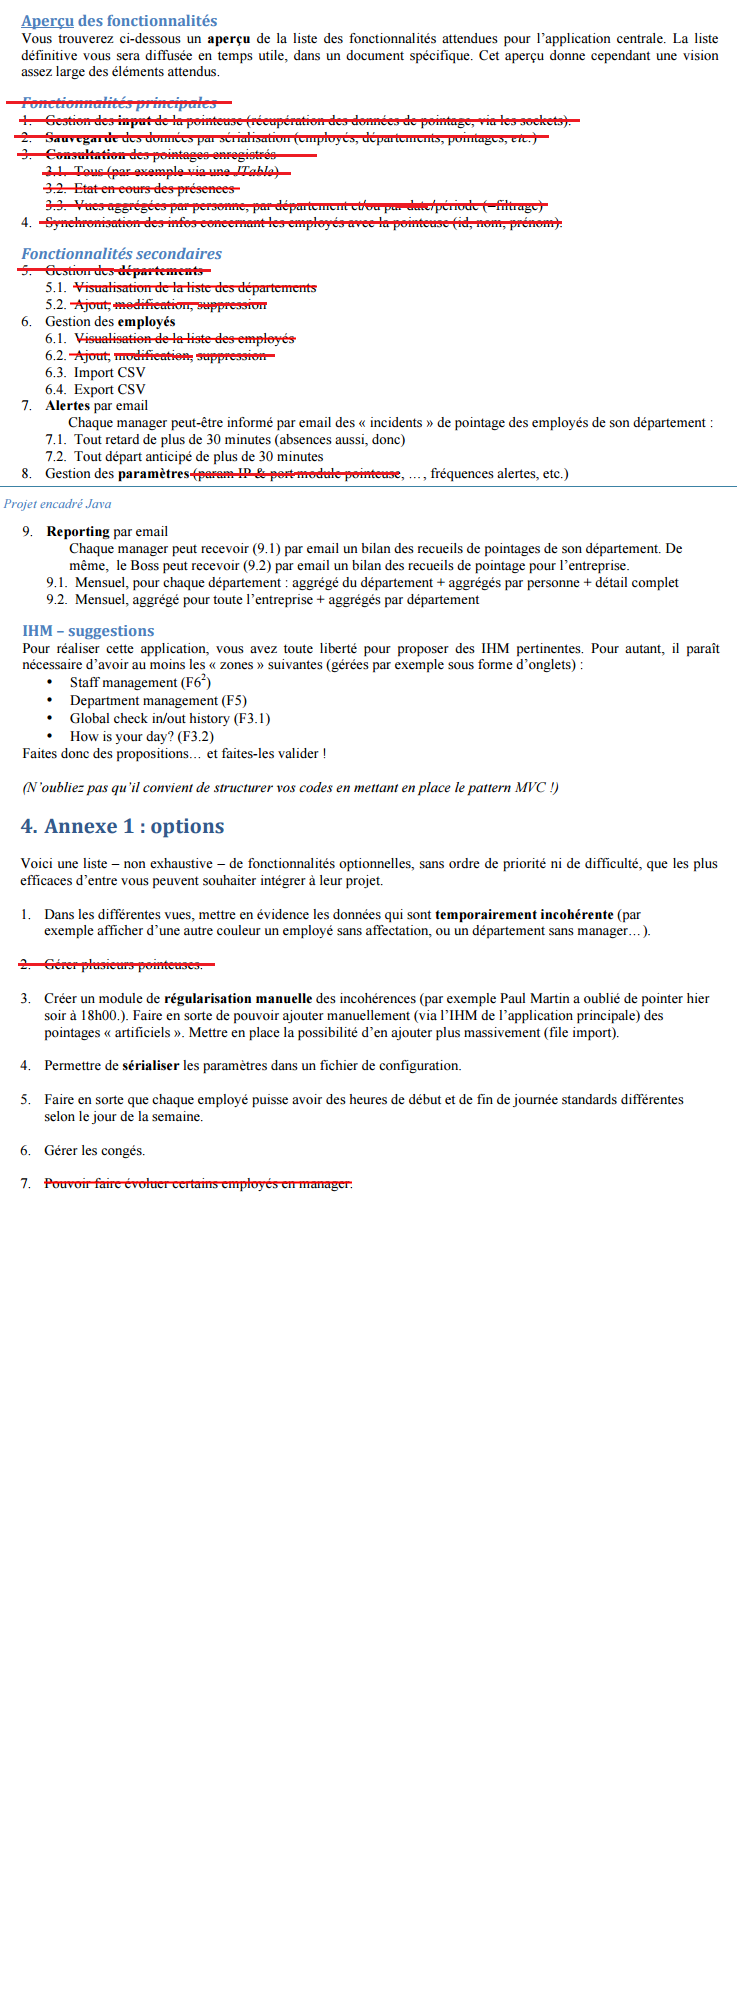 Aperçu des fonctionnalités
Vous trouverez ci-dessous un aperçu de la liste des fonctionnalités attendues pour l'application centrale. La liste
définitive vous sera diffusée en temps utile, dans un document spécifique. Cet aperçu donne cependant une vision
assez large des éléments attendus.
Fonctionnalités principales
1. Gestion des input de la pointeuse (récupération des données de pointage, via les sockets).
2. Sauvegarde des données par sérialisation (employés, départements, pointages, etc.)
3. Consultation des pointages enregistrés
3.1. Tous (par exemple via une JTable)
3.2. Etat en cours des présences
3.3. Vues aggrégées par personne, par département et/ou par date/période (=filtrage)
4. Synchronisation des infos concernant les employés avec la pointeuse (id, nom, prénom).
Fonctionnalités secondaires
5. Gestion des départements
5.1. Visualisation de la liste des départements
5.2. Ajout, modification, suppression
6. Gestion des employés
6.1. Visualisation de la liste des employés
6.2. Ajout, modification, suppression
6.3. Import CSV
6.4. Export CSV
7. Alertes par email
Chaque manager peut-être informé par email des « incidents » de pointage des employés de son département :
7.1. Tout retard de plus de 30 minutes (absences aussi, donc)
7.2. Tout départ anticipé de plus de 30 minutes
8. Gestion des paramètres (param IP & port module pointeuse, …, fréquences alertes, etc.)
Projet encadré Java
9. Reporting par email
Chaque manager peut recevoir (9.1) par email un bilan des recueils de pointages de son département. De
même, le Boss peut recevoir (9.2) par email un bilan des recueils de pointage pour l'entreprise.
9.1. Mensuel, pour chaque département : aggrégé du département + aggrégés par personne + détail complet
9.2. Mensuel, aggrégé pour toute l'entreprise + aggrégés par département
IHM – suggestions
Pour réaliser cette application, vous avez toute liberté pour proposer des IHM pertinentes. Pour autant, il paraît
nécessaire d'avoir au moins les « zones » suivantes (gérées par exemple sous forme d'onglets) :
• Staff management (F6²)
• Department management (F5)
• Global check in/out history (F3.1)
• How is your day? (F3.2)
Faites donc des propositions… et faites-les valider !
(N'oubliez pas qu'il convient de structurer vos codes en mettant en place le pattern MVC !)
4. Annexe 1 : options
Voici une liste – non exhaustive – de fonctionnalités optionnelles, sans ordre de priorité ni de difficulté, que les plus
efficaces d'entre vous peuvent souhaiter intégrer à leur projet.
1. Dans les différentes vues, mettre en évidence les données qui sont temporairement incohérente (par
exemple afficher d'une autre couleur un employé sans affectation, ou un département sans manager…).
2. Gérer plusieurs pointeuses.
3. Créer un module de régularisation manuelle des incohérences (par exemple Paul Martin a oublié de pointer hier
soir à 18h00.). Faire en sorte de pouvoir ajouter manuellement (via l'IHM de l'application principale) des
pointages « artificiels ». Mettre en place la possibilité d'en ajouter plus massivement (file import).
4. Permettre de sérialiser les paramètres dans un fichier de configuration.
5. Faire en sorte que chaque employé puisse avoir des heures de début et de fin de journée standards différentes
selon le jour de la semaine.
6. Gérer les congés.
7. Pouvoir faire évoluer certains employés en manager.